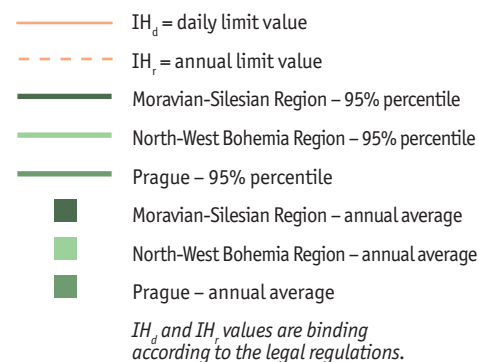 IHd = daily limit value
IHr = annual limit value
Moravian-Silesian Region – 95% percentile
North-West Bohemia Region – 95% percentile
Prague – 95% percentile
Moravian-Silesian Region – annual average
North-West Bohemia Region – annual average
Prague – annual average
IHd and IHr values are binding
according to the legal regulations.